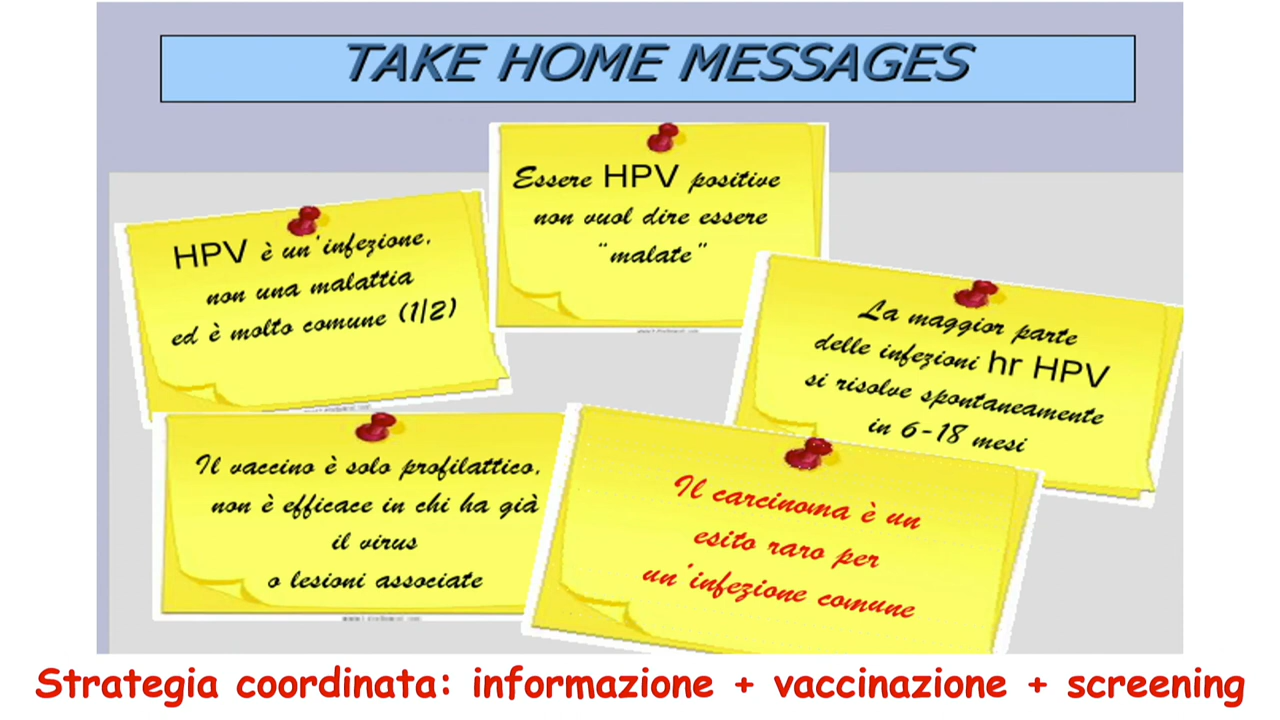 TAKE HOME MESSAGES
Essere HPV positive
non vuol dire essere
"malate"
HPV è un'infezione,
non una malattia
ed è molto comune (1/2)
La maggior parte
delle infezioni hr HPV
si risolve spontaneamente
in 6-18 mesi
Il vaccino è solo profilattico,
non è efficace in chi ha già
il virus
o lesioni associate
Il carcinoma è un
esito raro per
un'infezione comune
Strategia coordinata: informazione + vaccinazione + screening